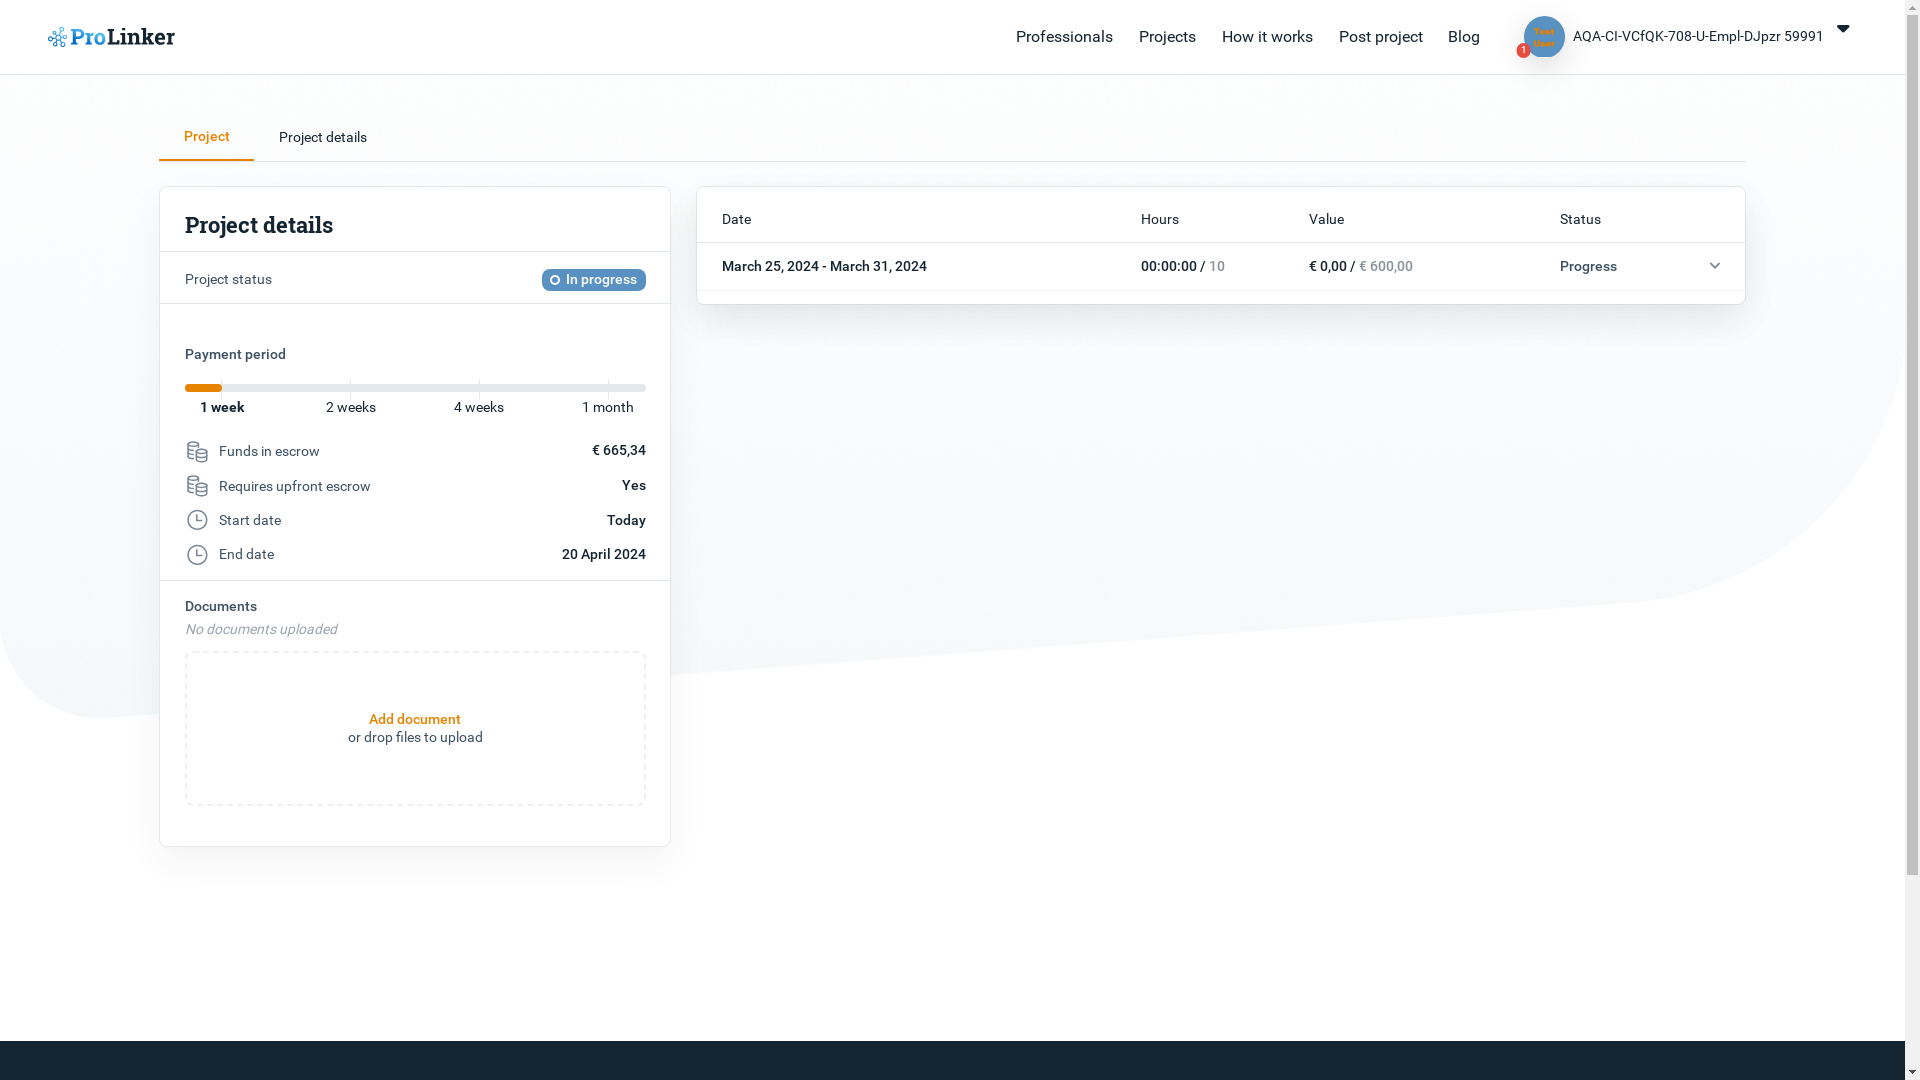 ProLinker
Professionals
Projects
How it works
Post project
Blog
Test
User
1
AQA-CI-VCfQK-708-U-Empl-DJpzr 59991
Project
Project details
Project details
Project status
In progress
Payment period
1 week
2 weeks
4 weeks
1 month
Funds in escrow
€ 665,34
Requires upfront escrow
Yes
Start date
Today
End date
20 April 2024
Documents
No documents uploaded
Add document
or drop files to upload
Date Hours Value Status
March 25, 2024 - March 31, 2024 00:00:00 / 10 € 0,00 / € 600,00 Progress